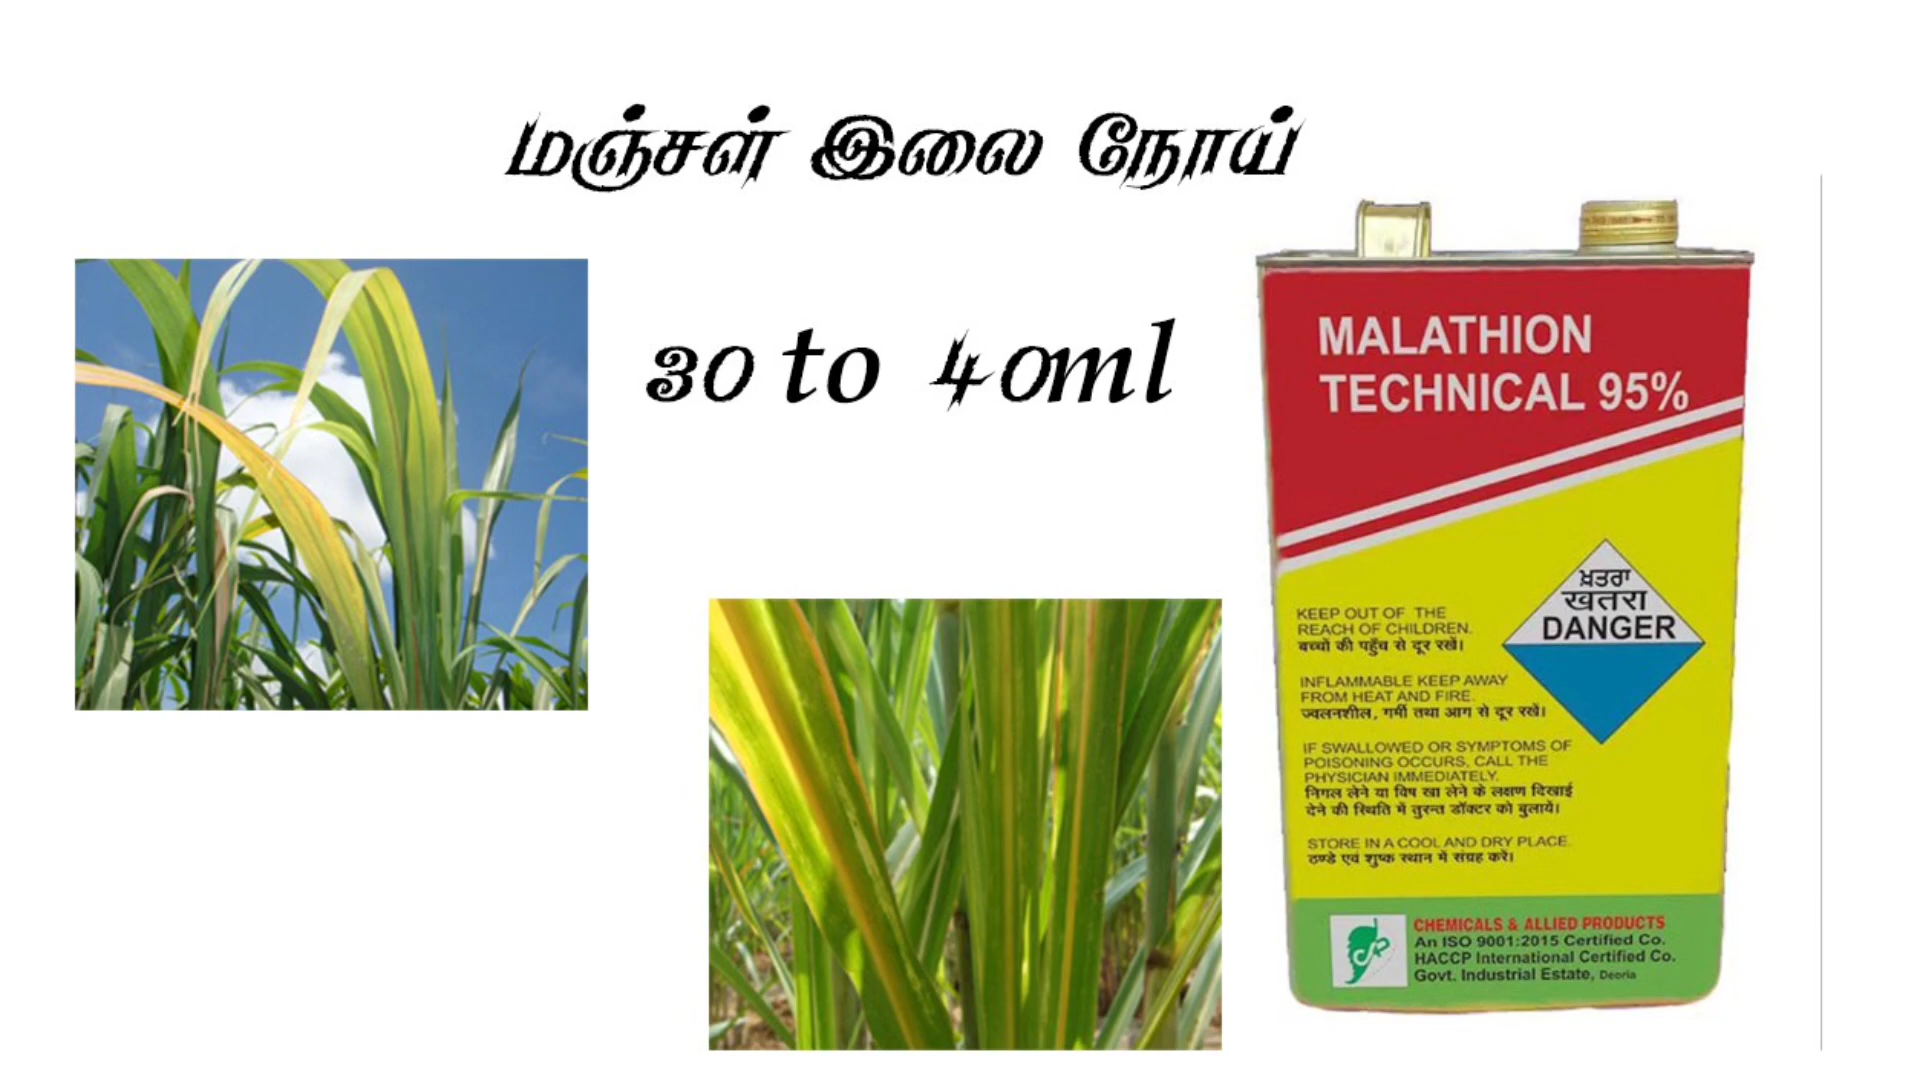 மஞ்சள் இலை நோய்
30 to 40ml
MALATHION
TECHNICAL 95%
ਖ਼ਤਰਾ
खतरा
DANGER
KEEP OUT OF THE
REACH OF CHILDREN.
बच्चों की पहुँच से दूर रखें।
INFLAMMABLE KEEP AWAY
FROM HEAT AND FIRE.
ज्वलनशील, गर्मी तथा आग से दूर रखें।
IF SWALLOWED OR SYMPTOMS OF
POISONING OCCURS, CALL THE
PHYSICIAN IMMEDIATELY.
निगल लेने या विष खा लेने के लक्षण दिखाई
देने की स्थिति में तुरन्त डॉक्टर को बुलायें।
STORE IN A COOL AND DRY PLACE.
ठण्डे एवं शुष्क स्थान में संग्रह करें।
CHEMICALS & ALLIED PRODUCTS
An ISO 9001:2015 Certified Co.
HACCP International Certified Co.
Govt. Industrial Estate, Deoria